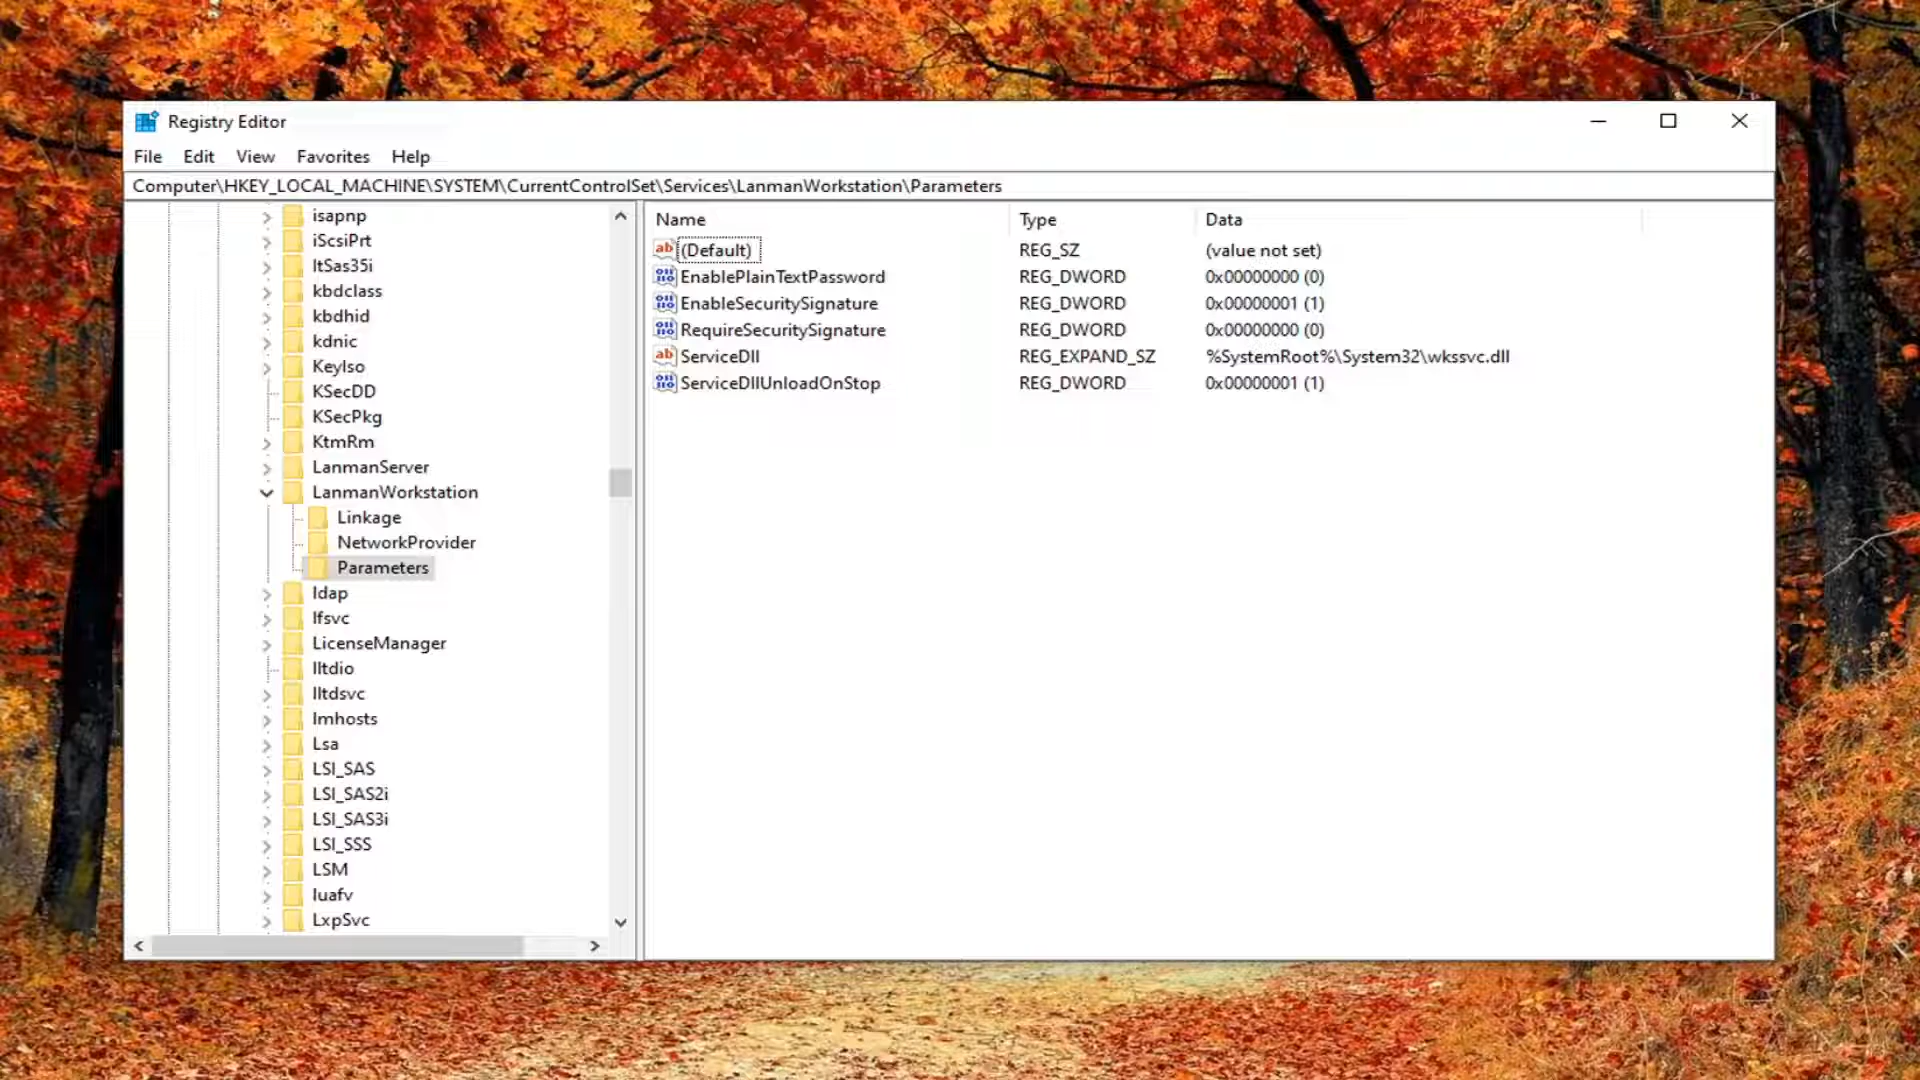 Registry Editor
File Edit View Favorites Help
Computer\HKEY_LOCAL_MACHINE\SYSTEM\CurrentControlSet\Services\LanmanWorkstation\Parameters
isapnp
iScsiPrt
ItSas35i
kbdclass
kbdhid
kdnic
KeyIso
KSecDD
KSecPkg
KtmRm
LanmanServer
LanmanWorkstation
Linkage
NetworkProvider
Parameters
ldap
lfsvc
LicenseManager
lltdio
lltdsvc
lmhosts
Lsa
LSI_SAS
LSI_SAS2i
LSI_SAS3i
LSI_SSS
LSM
luafv
LxpSvc
Name Type Data
(Default) REG_SZ (value not set)
EnablePlainTextPassword REG_DWORD 0x00000000 (0)
EnableSecuritySignature REG_DWORD 0x00000001 (1)
RequireSecuritySignature REG_DWORD 0x00000000 (0)
ServiceDll REG_EXPAND_SZ %SystemRoot%\System32\wkssvc.dll
ServiceDllUnloadOnStop REG_DWORD 0x00000001 (1)